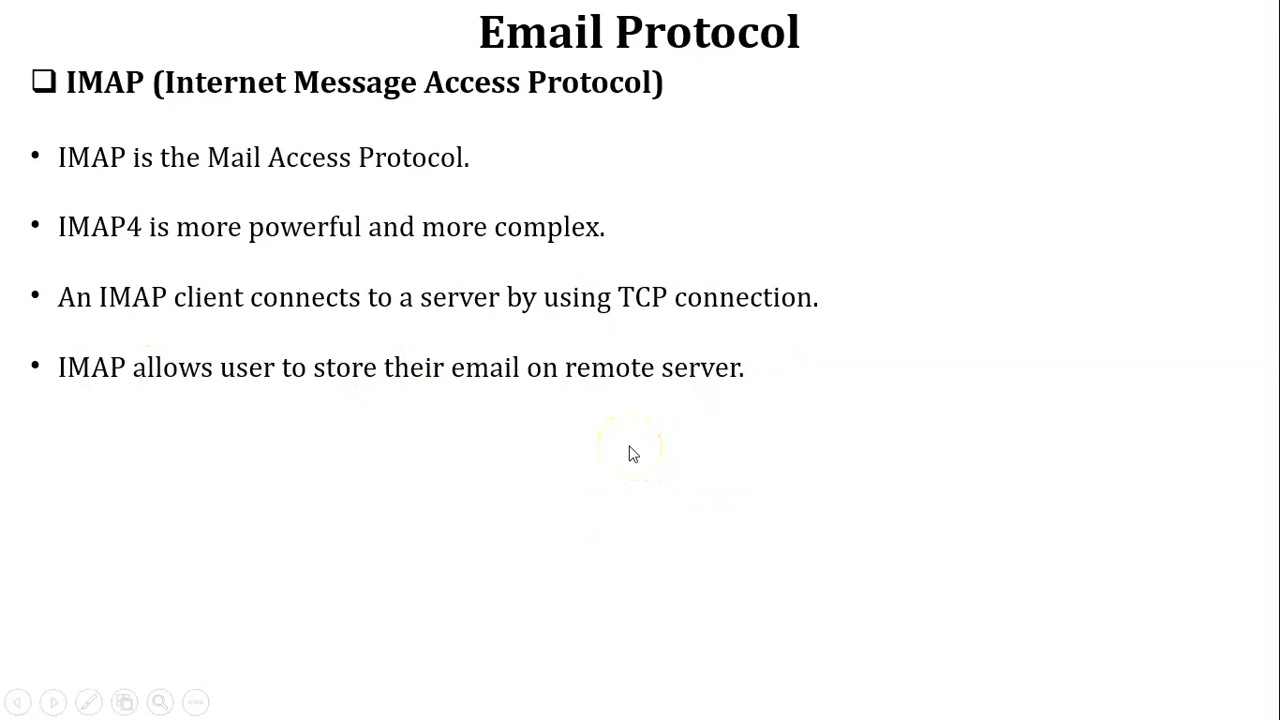 Email Protocol
❑ IMAP (Internet Message Access Protocol)
• IMAP is the Mail Access Protocol.
• IMAP4 is more powerful and more complex.
• An IMAP client connects to a server by using TCP connection.
• IMAP allows user to store their email on remote server.